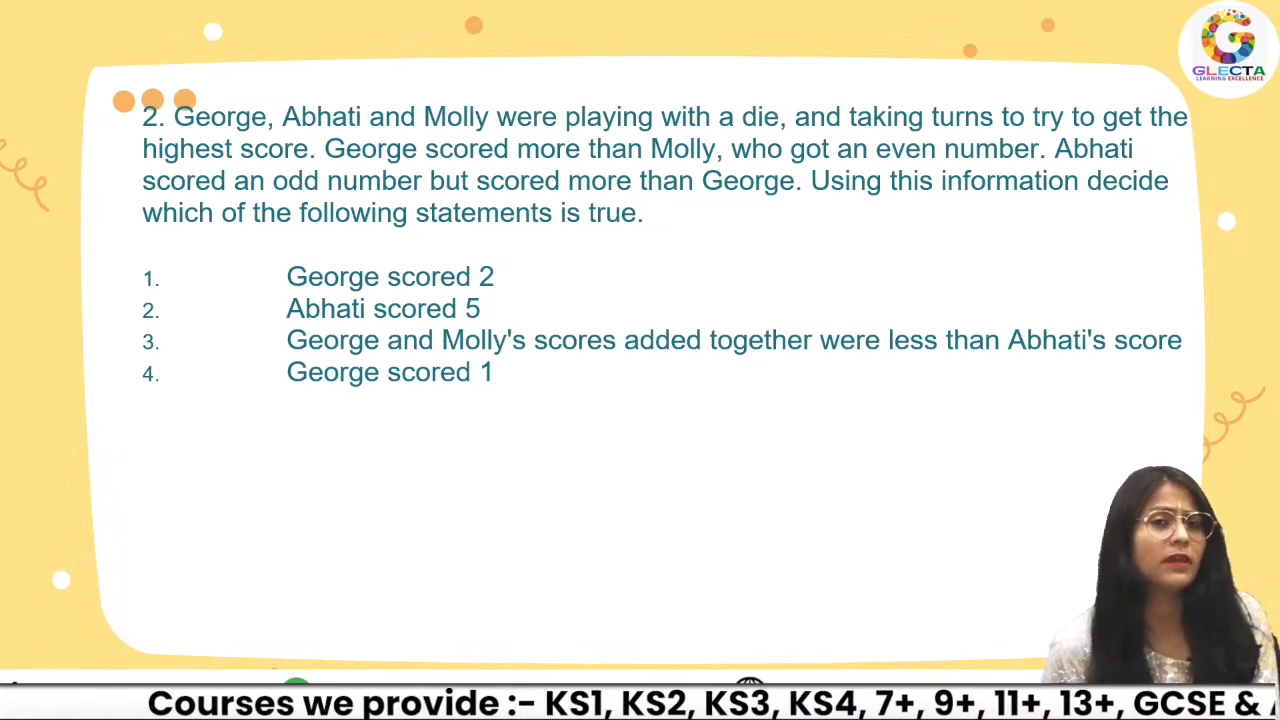 GLECTA
LEARNING EXCELLENCE
2. George, Abhati and Molly were playing with a die, and taking turns to try to get the
highest score. George scored more than Molly, who got an even number. Abhati
scored an odd number but scored more than George. Using this information decide
which of the following statements is true.
1. George scored 2
2. Abhati scored 5
3. George and Molly's scores added together were less than Abhati's score
4. George scored 1
Courses we provide :- KS1, KS2, KS3, KS4, 7+, 9+, 11+, 13+, GCSE &